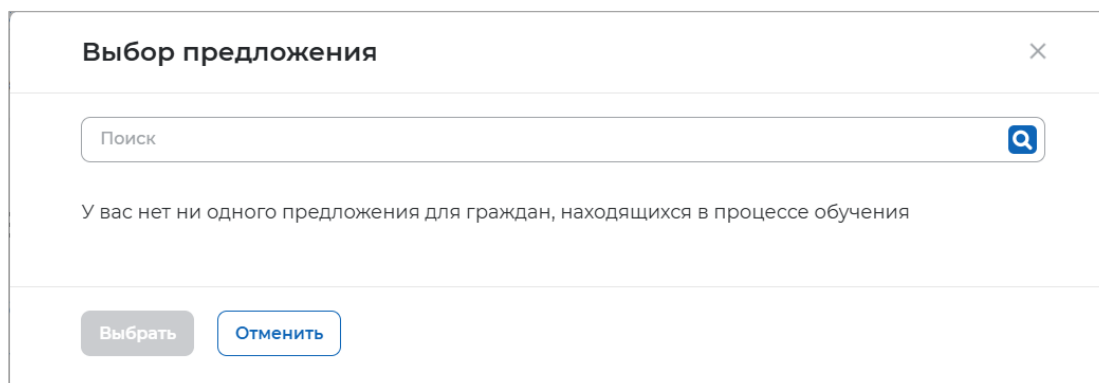 Выбор предложения
Поиск
У вас нет ни одного предложения для граждан, находящихся в процессе обучения
Выбрать
Отменить